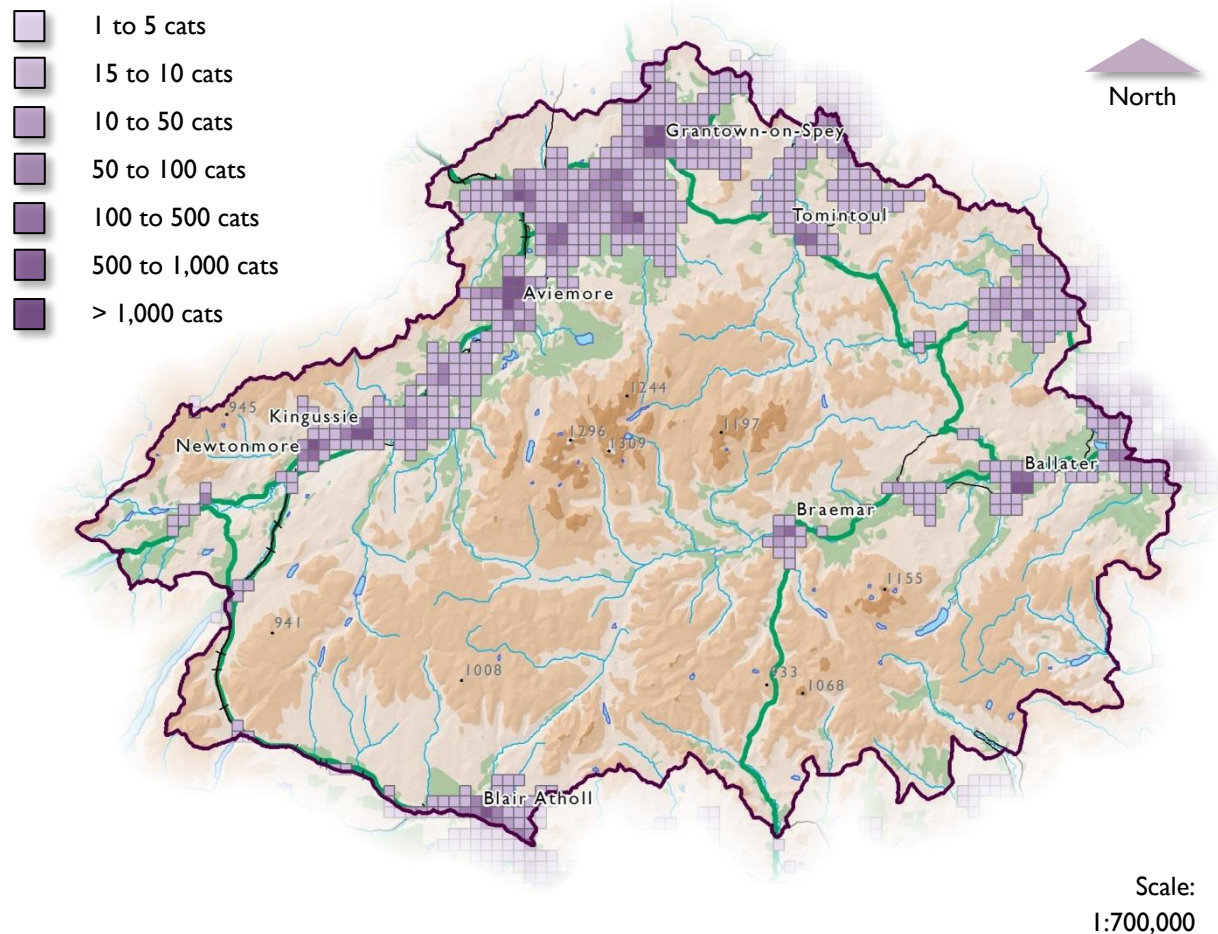 1 to 5 cats
15 to 10 cats
10 to 50 cats
50 to 100 cats
100 to 500 cats
500 to 1,000 cats
> 1,000 cats
North
Grantown-on-Spey
Tomintoul
Aviemore
1244
945
Kingussie
1296
1309
1197
Newtonmore
Ballater
Braemar
1155
941
1008
933
1068
Blair Atholl
Scale:
1:700,000